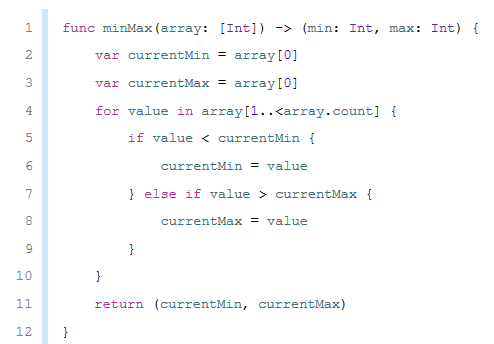 1 func minMax(array: [Int]) -> (min: Int, max: Int) {
2     var currentMin = array[0]
3     var currentMax = array[0]
4     for value in array[1..<array.count] {
5         if value < currentMin {
6             currentMin = value
7         } else if value > currentMax {
8             currentMax = value
9         }
10     }
11     return (currentMin, currentMax)
12 }